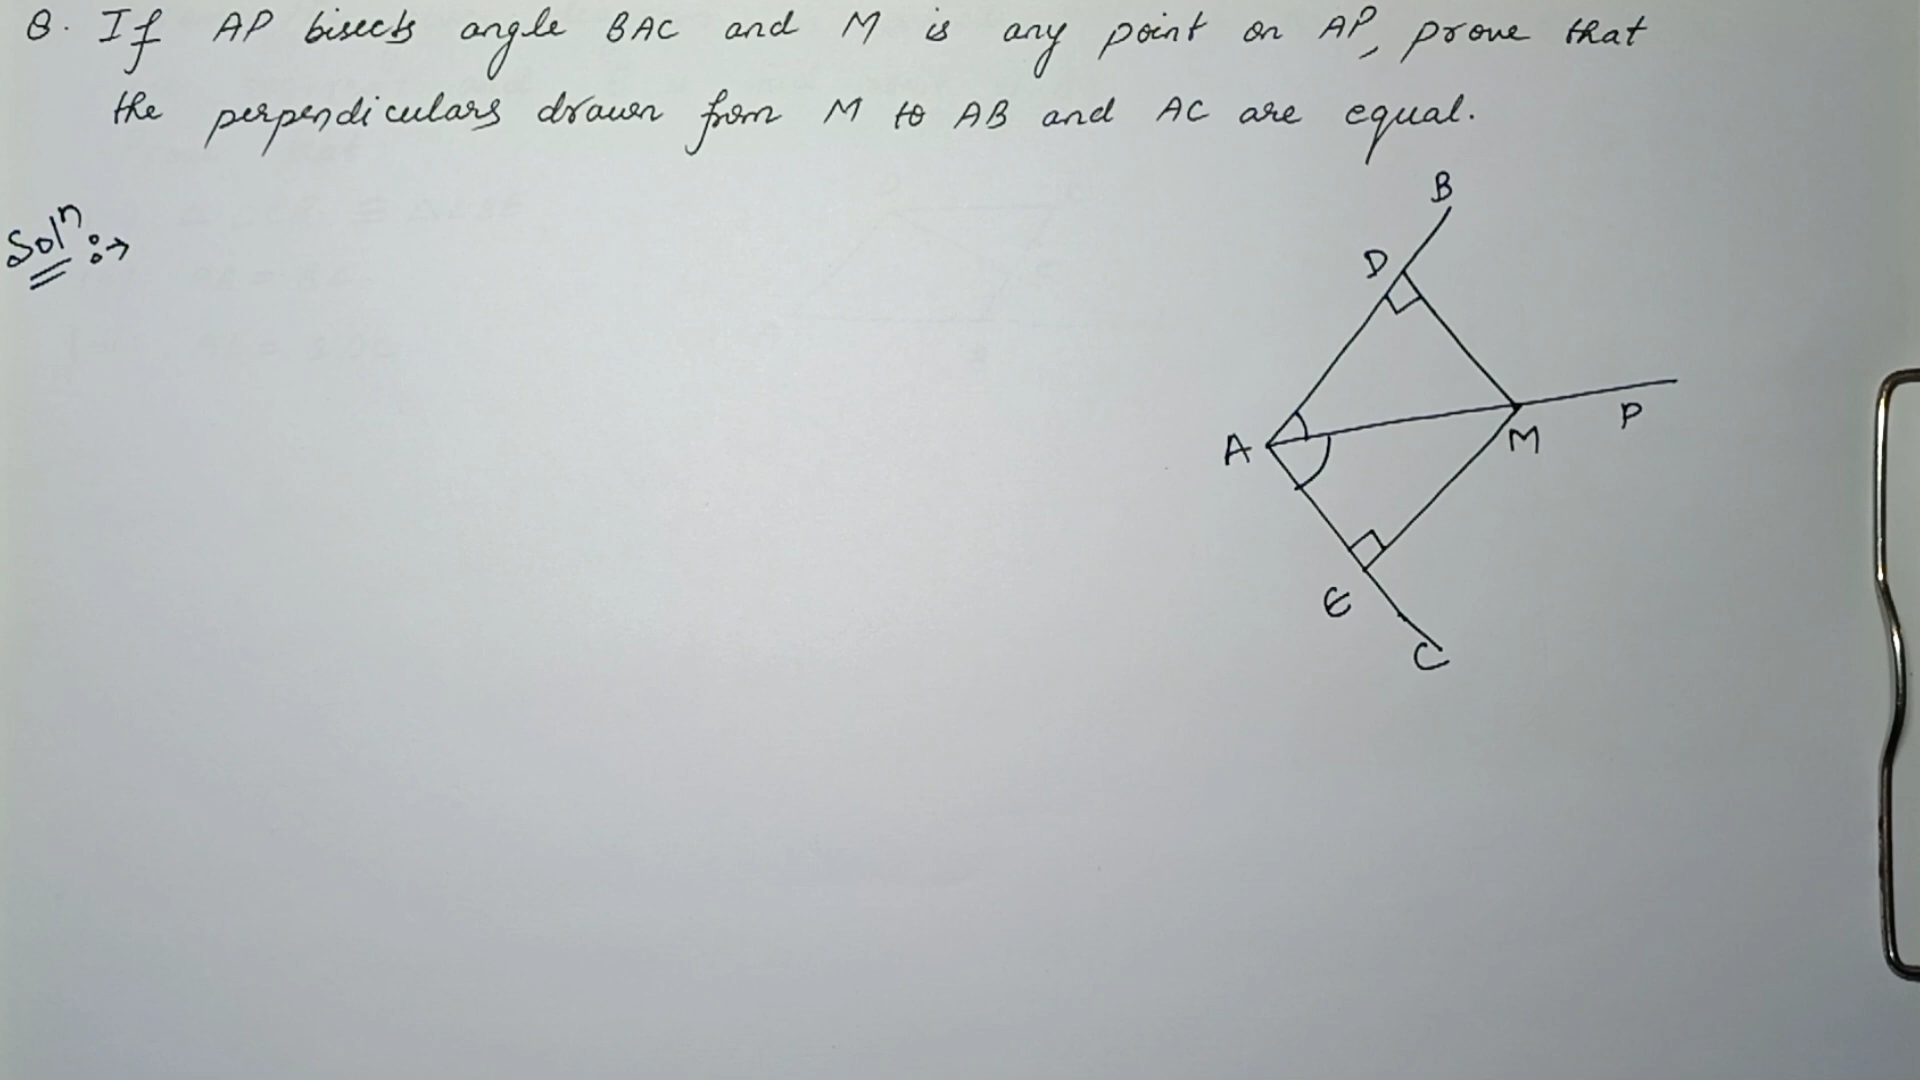 Q. If AP bisects angle BAC and M is any point on AP, prove that
the perpendiculars drawn from M to AB and AC are equal.
Solⁿ :→
B
D
A
M
P
E
C